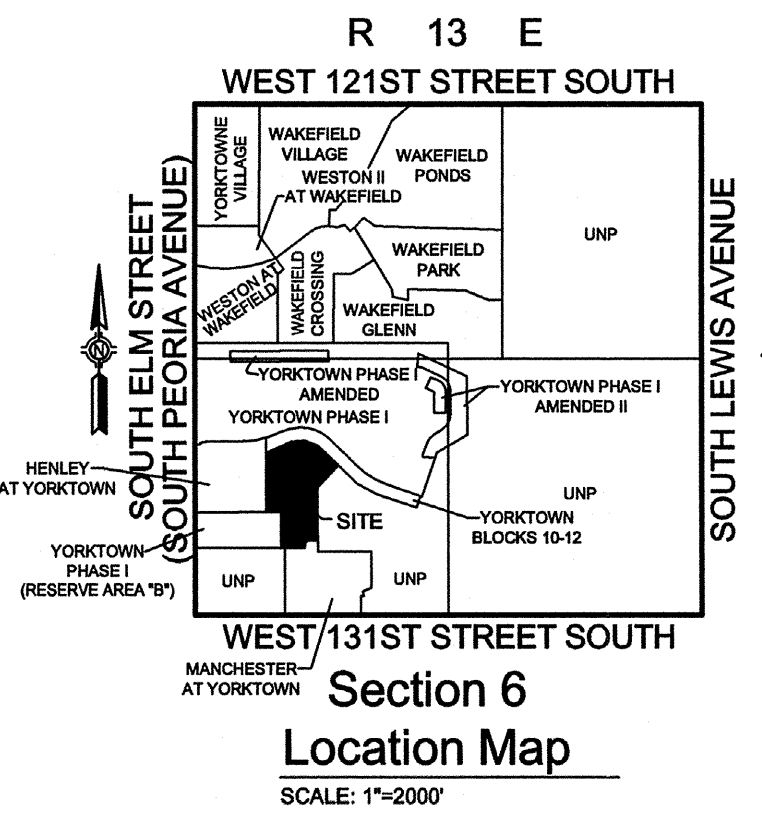 R 13 E
WEST 121ST STREET SOUTH
YORKTOWNE
VILLAGE
WAKEFIELD
VILLAGE
WESTON II
AT WAKEFIELD
WAKEFIELD
PONDS
UNP
WAKEFIELD
PARK
WESTON AT
WAKEFIELD
WAKEFIELD
CROSSING
WAKEFIELD
GLENN
SOUTH ELM STREET
(SOUTH PEORIA AVENUE)
SOUTH LEWIS AVENUE
N
YORKTOWN PHASE I
AMENDED
YORKTOWN PHASE I
YORKTOWN PHASE I
AMENDED II
HENLEY
AT YORKTOWN
SITE
UNP
YORKTOWN
BLOCKS 10-12
YORKTOWN
PHASE I
(RESERVE AREA "B")
UNP
UNP
WEST 131ST STREET SOUTH
MANCHESTER
AT YORKTOWN
Section 6
Location Map
SCALE: 1"=2000'